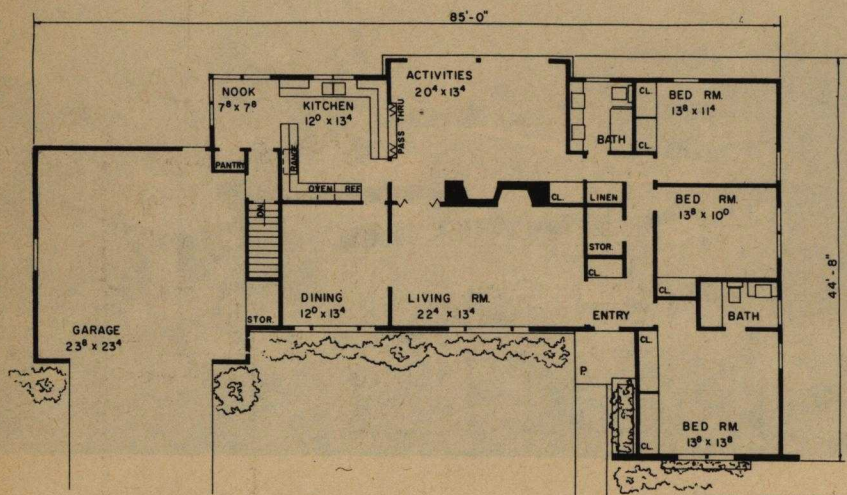 85'-0"
NOOK
7⁸ x 7⁸
KITCHEN
12⁰ x 13⁴
PASS THRU
ACTIVITIES
20⁴ x 13⁴
BATH
CL.
CL.
BED RM.
13⁸ x 11⁴
PANTRY
RANGE
OVEN
REF
DN.
CL.
LINEN
BED RM.
13⁸ x 10⁰
STOR.
CL.
CL.
44'-8"
GARAGE
23⁸ x 23⁴
STOR.
DINING
12⁰ x 13⁴
LIVING RM.
22⁴ x 13⁴
ENTRY
BATH
CL.
P.
CL.
BED RM.
13⁸ x 13⁸